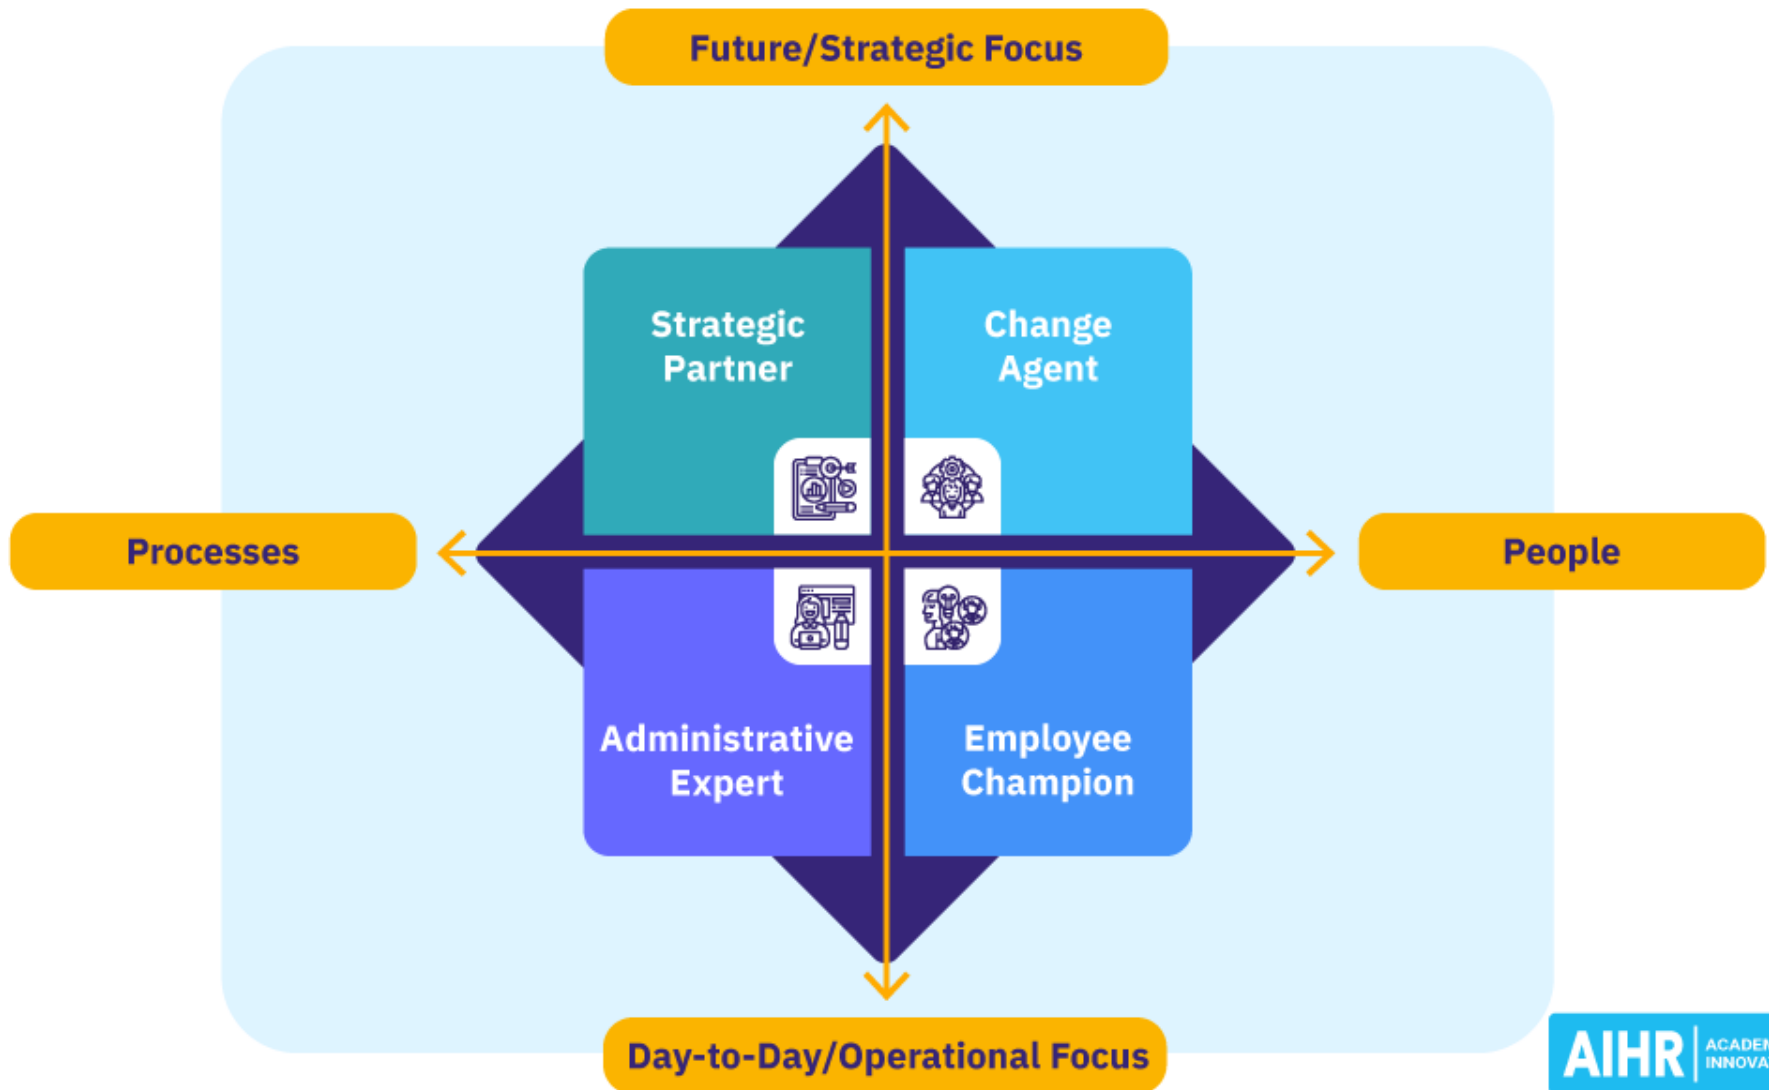 Future/Strategic Focus
Strategic
Partner
Change
Agent
Processes
People
Administrative
Expert
Employee
Champion
Day-to-Day/Operational Focus
AIHR